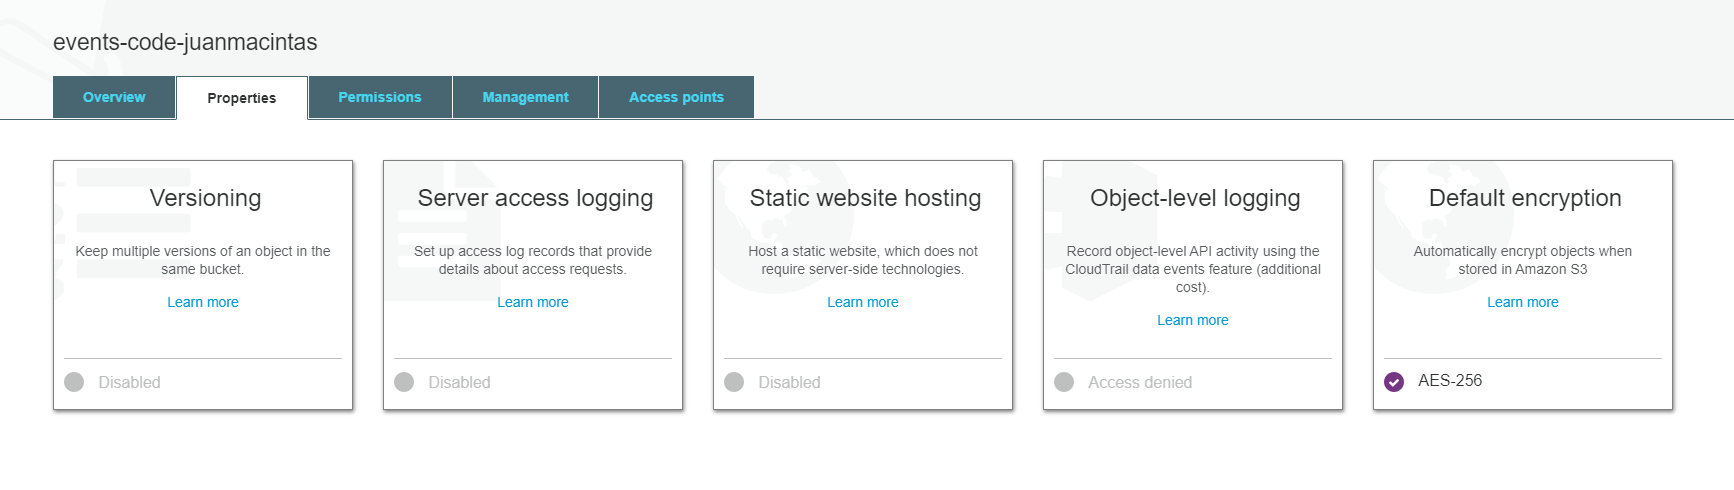 events-code-juanmacintas
Overview
Properties
Permissions
Management
Access points
Versioning
Keep multiple versions of an object in the
same bucket.
Learn more
Disabled
Server access logging
Set up access log records that provide
details about access requests.
Learn more
Disabled
Static website hosting
Host a static website, which does not
require server-side technologies.
Learn more
Disabled
Object-level logging
Record object-level API activity using the
CloudTrail data events feature (additional
cost).
Learn more
Access denied
Default encryption
Automatically encrypt objects when
stored in Amazon S3
Learn more
AES-256